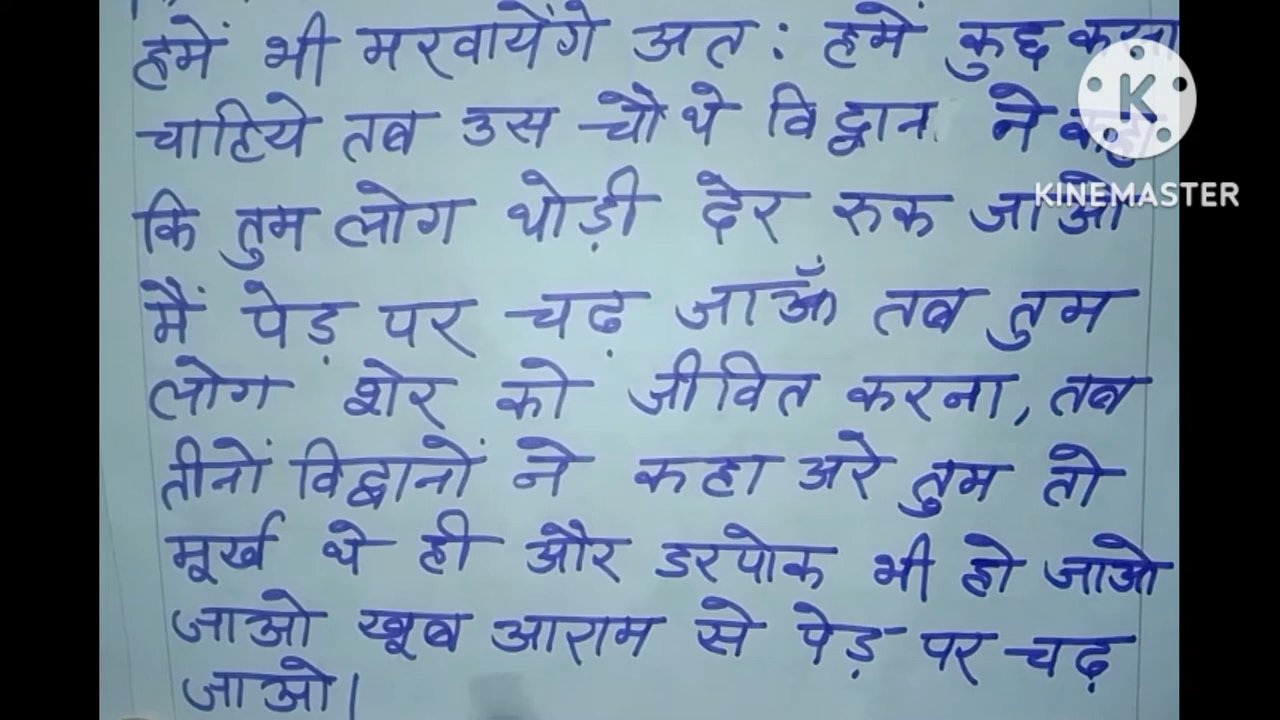 हमें भी मरवायेंगे अत: हमें कुछ करना
चाहिये तब उस चौथे विद्वान ने कहा
कि तुम लोग थोड़ी देर रुक जाओ
मैं पेड़ पर चढ़ जाऊँ तब तुम
लोग शेर को जीवित करना, तब
तीनों विद्वानों ने कहा अरे तुम तो
मूर्ख थे ही और डरपोक भी हो जाओ
जाओ खूब आराम से पेड़ पर चढ़
जाओ।
K
KINEMASTER